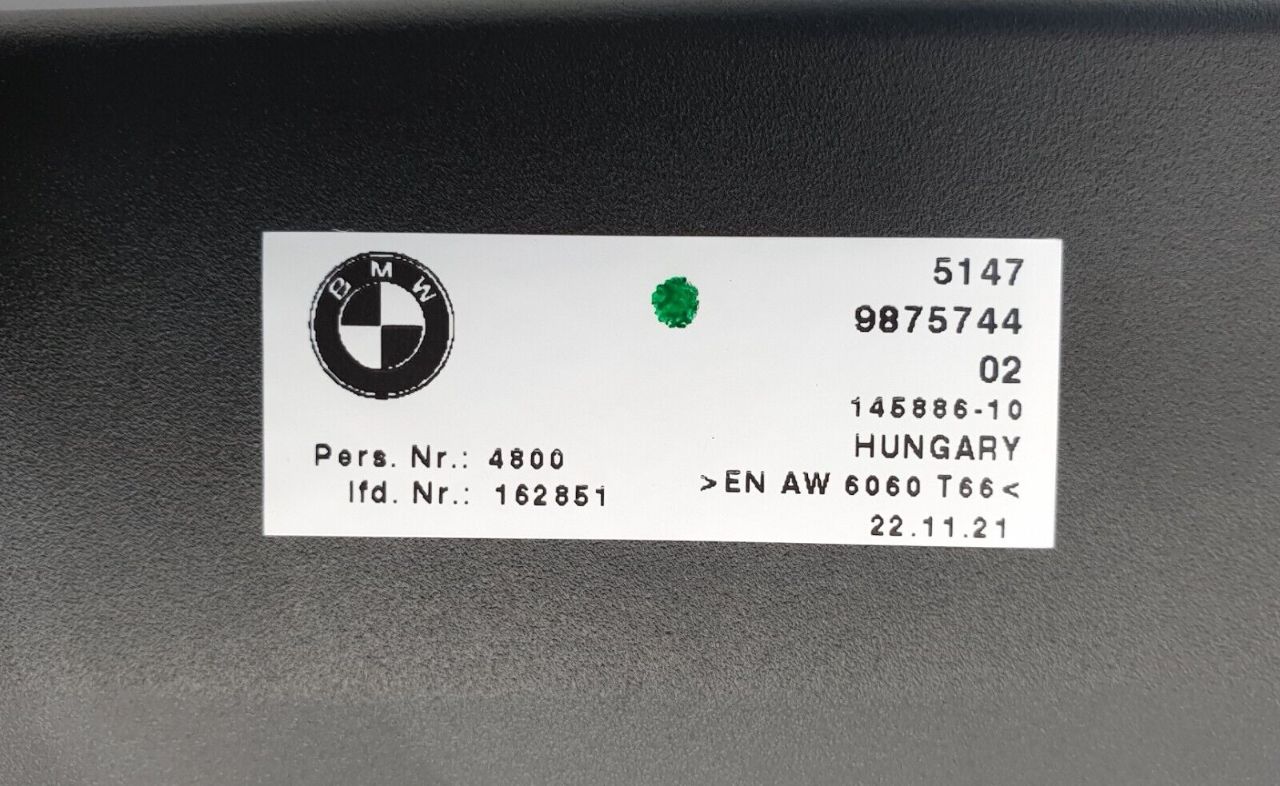 BMW
5147
9875744
02
145886-10
HUNGARY
>EN AW 6060 T66<
22.11.21
Pers. Nr.: 4800
lfd. Nr.: 162851